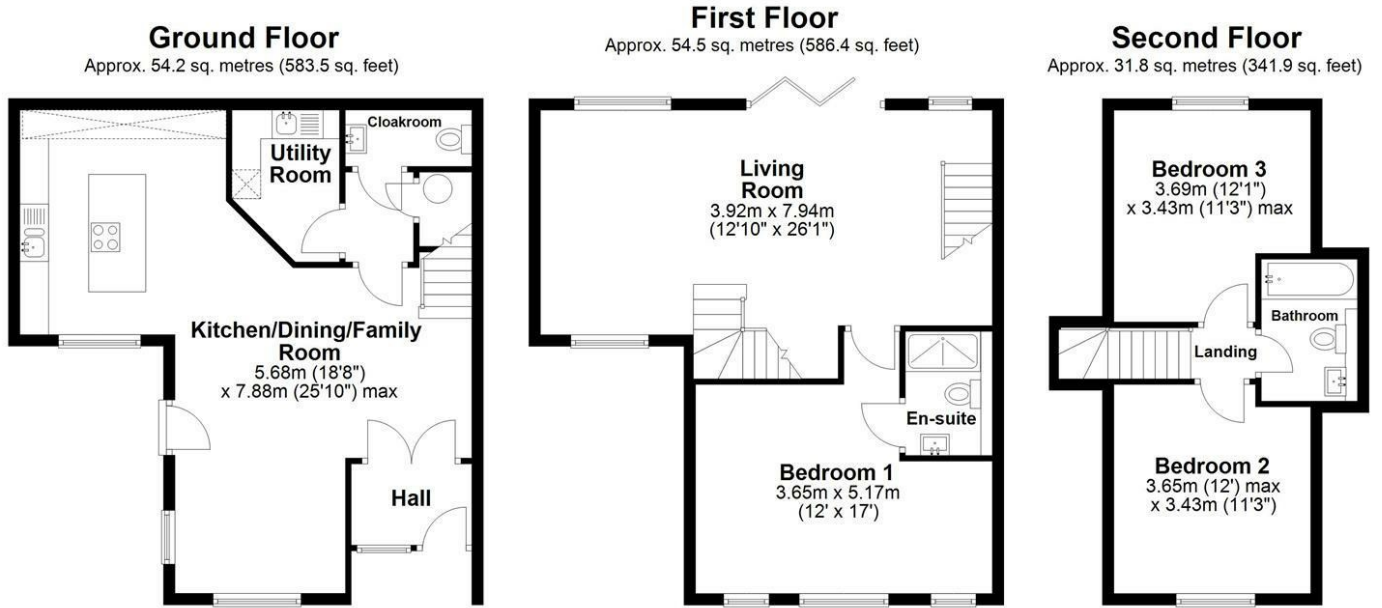 Ground Floor
Approx. 54.2 sq. metres (583.5 sq. feet)
Cloakroom
Utility
Room
Kitchen/Dining/Family
Room
5.68m (18'8")
x 7.88m (25'10") max
Hall
First Floor
Approx. 54.5 sq. metres (586.4 sq. feet)
Living
Room
3.92m x 7.94m
(12'10" x 26'1")
En-suite
Bedroom 1
3.65m x 5.17m
(12' x 17')
Second Floor
Approx. 31.8 sq. metres (341.9 sq. feet)
Bedroom 3
3.69m (12'1")
x 3.43m (11'3") max
Bathroom
Landing
Bedroom 2
3.65m (12') max
x 3.43m (11'3")